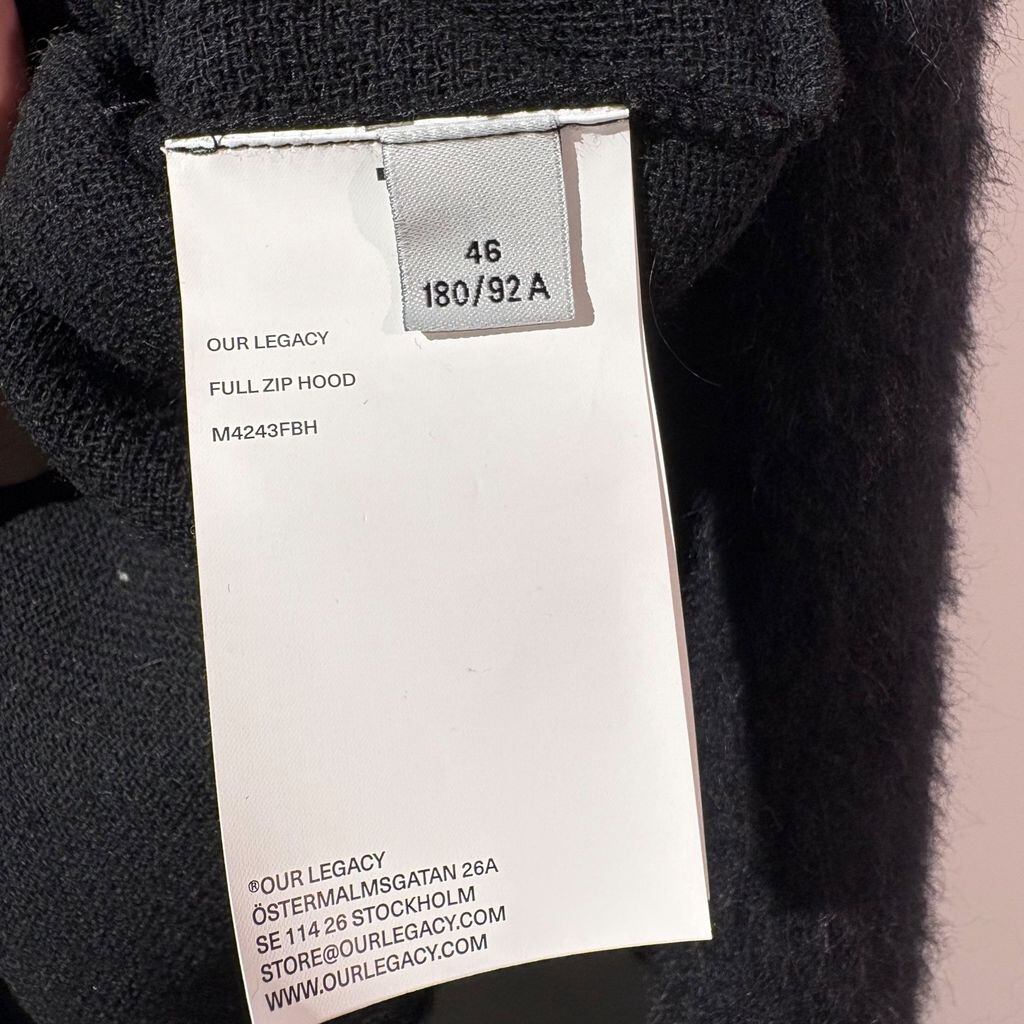 46
180/92 A
OUR LEGACY
FULL ZIP HOOD
M4243FBH
®OUR LEGACY
ÖSTERMALMSGATAN 26A
SE 114 26 STOCKHOLM
STORE@OURLEGACY.COM
WWW.OURLEGACY.COM